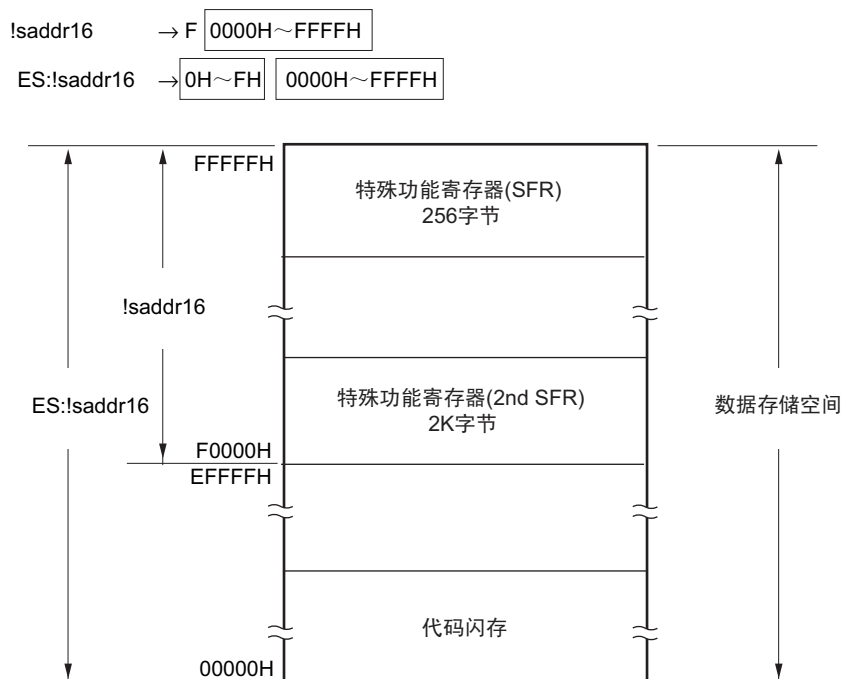 !saddr16 → F 0000H～FFFFH
ES:!saddr16 → 0H～FH 0000H～FFFFH
FFFFFH
特殊功能寄存器(SFR)
256字节
!saddr16
特殊功能寄存器(2nd SFR)
2K字节
ES:!saddr16
数据存储空间
F0000H
EFFFFH
代码闪存
00000H